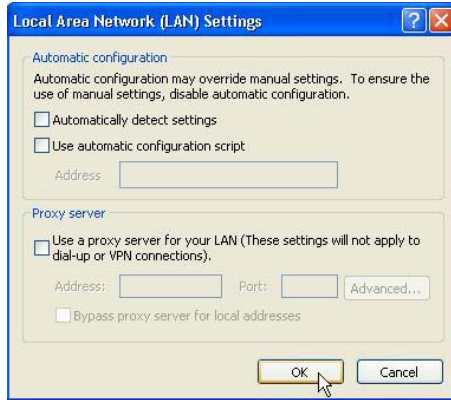 Local Area Network (LAN) Settings
Automatic configuration
Automatic configuration may override manual settings. To ensure the
use of manual settings, disable automatic configuration.
Automatically detect settings
Use automatic configuration script
Address
Proxy server
Use a proxy server for your LAN (These settings will not apply to
dial-up or VPN connections).
Address:
Port:
Advanced...
Bypass proxy server for local addresses
OK
Cancel